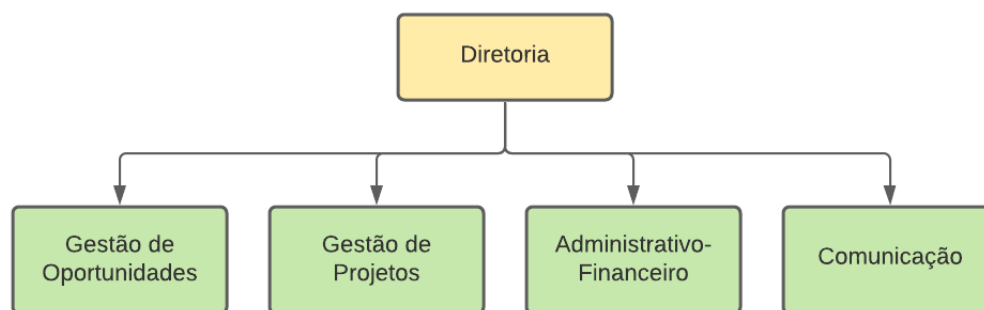 Diretoria
Gestão de
Oportunidades
Gestão de
Projetos
Administrativo-
Financeiro
Comunicação